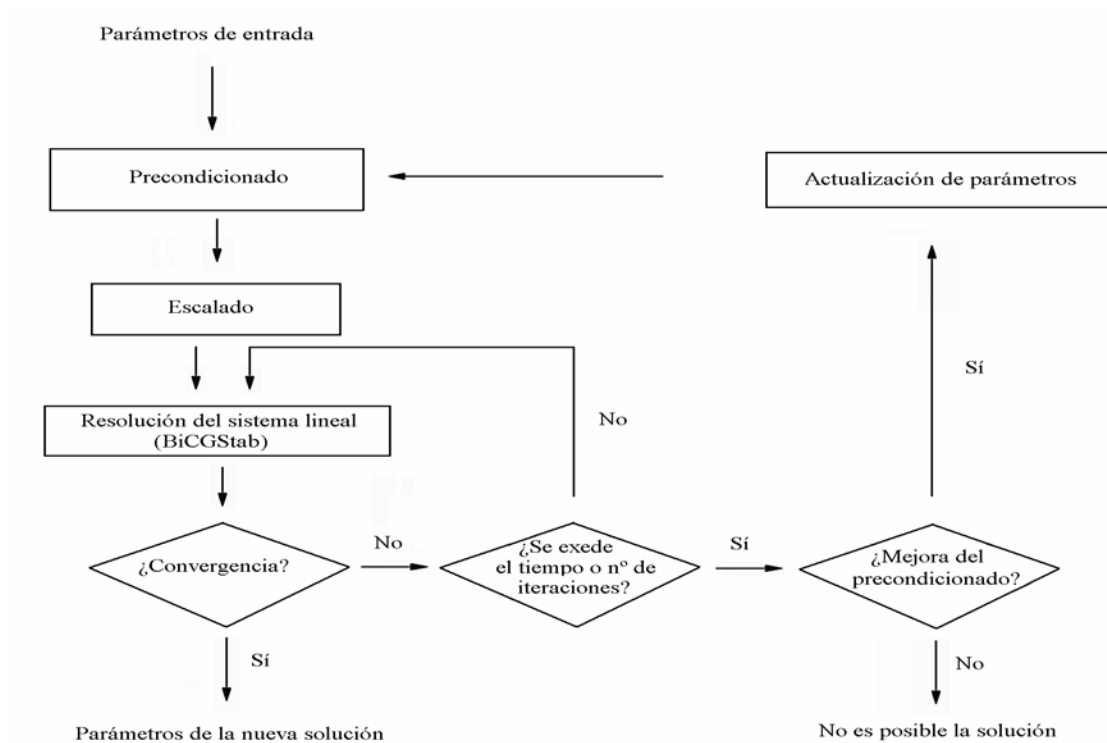 Parámetros de entrada
Precondicionado
Actualización de parámetros
Escalado
Sí
No
Resolución del sistema lineal
(BiCGStab)
¿Convergencia?
No
¿Se exede
el tiempo o nº de
iteraciones?
Sí
¿Mejora del
precondicionado?
Sí
No
Parámetros de la nueva solución
No es posible la solución